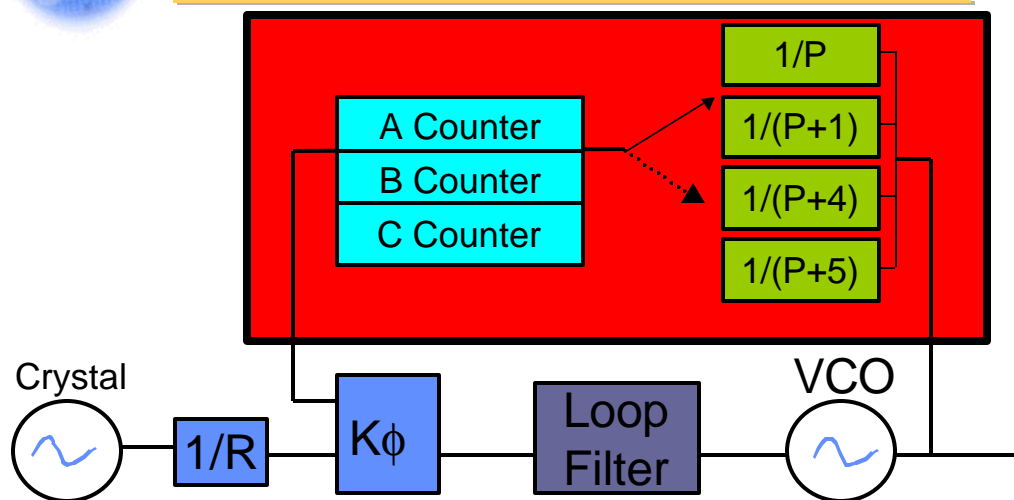 1/P
A Counter
1/(P+1)
B Counter
1/(P+4)
C Counter
1/(P+5)
Crystal
VCO
1/R
Kϕ
Loop
Filter